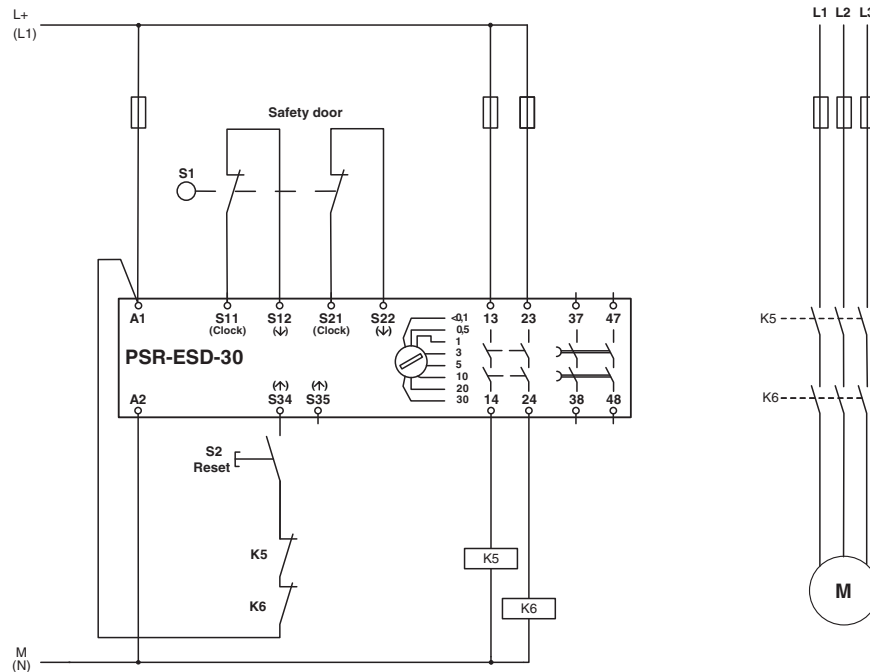 L+
(L1)
L1 L2 L3
Safety door
S1
A1 S11 S12 S21 S22 <0,1 13 23 37 47
(Clock) (↓) (Clock) (↓) 0,5
1
PSR-ESD-30 3
5
(↑) (↑) 10
20
A2 S34 S35 30 14 24 38 48
K5
K6
S2
Reset
K5 K5
K6 K6
M
M
(N)